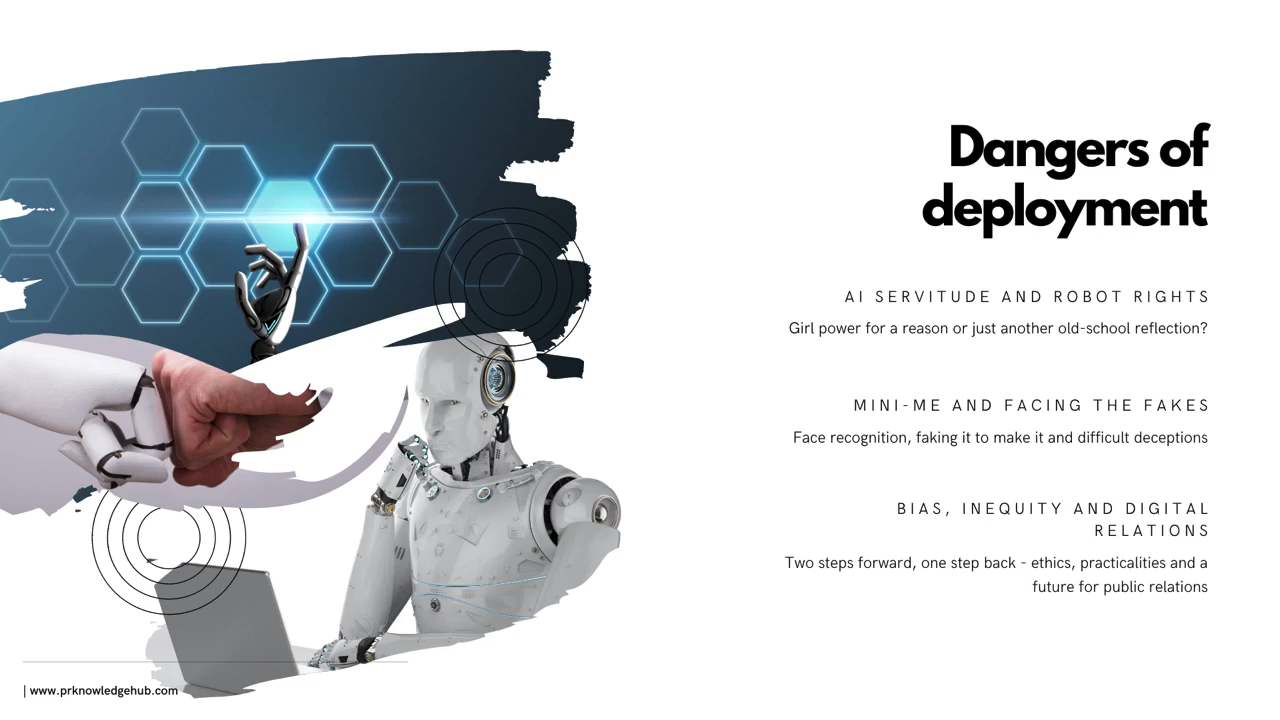 Dangers of
deployment
AI SERVITUDE AND ROBOT RIGHTS
Girl power for a reason or just another old-school reflection?
MINI-ME AND FACING THE FAKES
Face recognition, faking it to make it and difficult deceptions
BIAS, INEQUITY AND DIGITAL
RELATIONS
Two steps forward, one step back - ethics, practicalities and a
future for public relations
| www.prknowledgehub.com